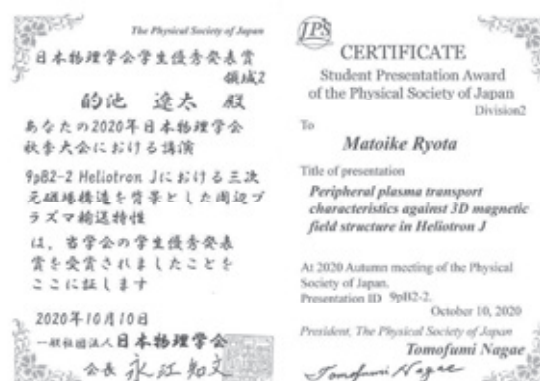 The Physical Society of Japan
日本物理学会学生優秀発表賞
領域2
的池 遼太 殿
あなたの2020年日本物理学会
秋季大会における講演
9pB2-2 Heliotron Jにおける三次
元磁場構造を背景とした周辺プ
ラズマ輸送特性
は、当学会の学生優秀発表
賞を受賞されましたことを
ここに証します
2020年10月10日
一般社団法人日本物理学会
会長 永江知文
JPS
CERTIFICATE
Student Presentation Award
of the Physical Society of Japan
Division2
To
Matoike Ryota
Title of presentation
Peripheral plasma transport
characteristics against 3D magnetic
field structure in Heliotron J
At 2020 Autumn meeting of the Physical
Society of Japan.
Presentation ID 9pB2-2.
October 10, 2020
President, The Physical Society of Japan
Tomofumi Nagae
Tomofumi Nagae